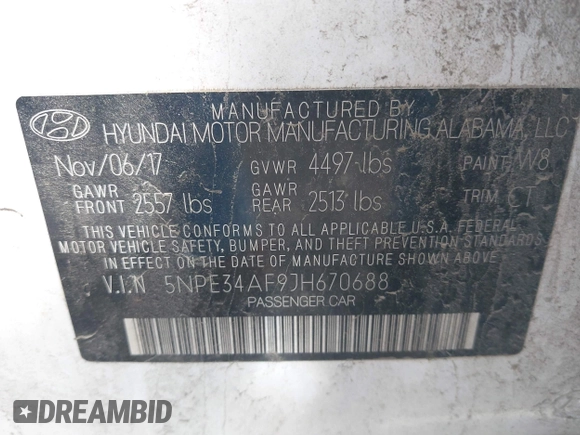 MANUFACTURED BY
HYUNDAI MOTOR MANUFACTURING ALABAMA, LLC
Nov/06/17 GVWR 4497 lbs PAINT W8
GAWR FRONT 2557 lbs GAWR REAR 2513 lbs TRIM CT
THIS VEHICLE CONFORMS TO ALL APPLICABLE U.S.A. FEDERAL
MOTOR VEHICLE SAFETY, BUMPER, AND THEFT PREVENTION
STANDARDS IN EFFECT ON THE DATE OF MANUFACTURE SHOWN ABOVE.
V.I.N 5NPE34AF9JH670688
PASSENGER CAR
DREAMBID